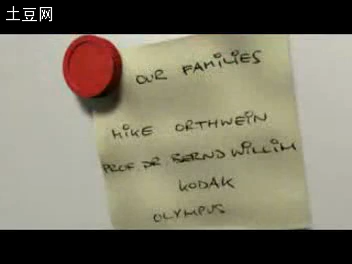 土豆网
OUR FAMILIES
MIKE ORTHWEIN
PROF. DR BERND WILLIM
KODAK
OLYMPUS